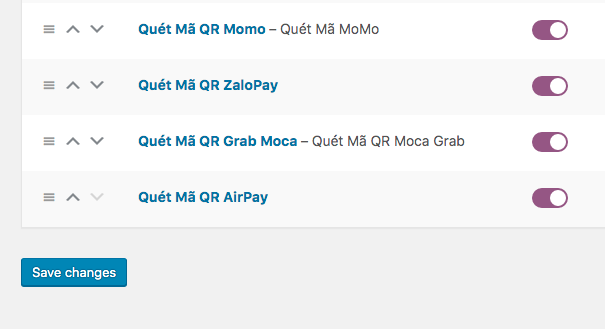 Quét Mã QR Momo – Quét Mã MoMo
Quét Mã QR ZaloPay
Quét Mã QR Grab Moca – Quét Mã QR Moca Grab
Quét Mã QR AirPay
Save changes